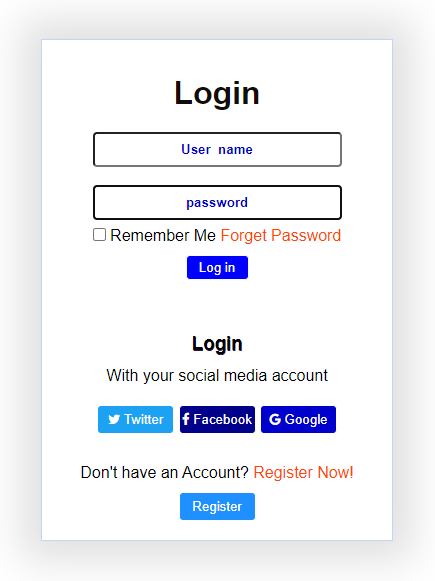 Login
User name
password
Remember Me Forget Password
Log in
Login
With your social media account
Twitter Facebook Google
Don't have an Account? Register Now!
Register